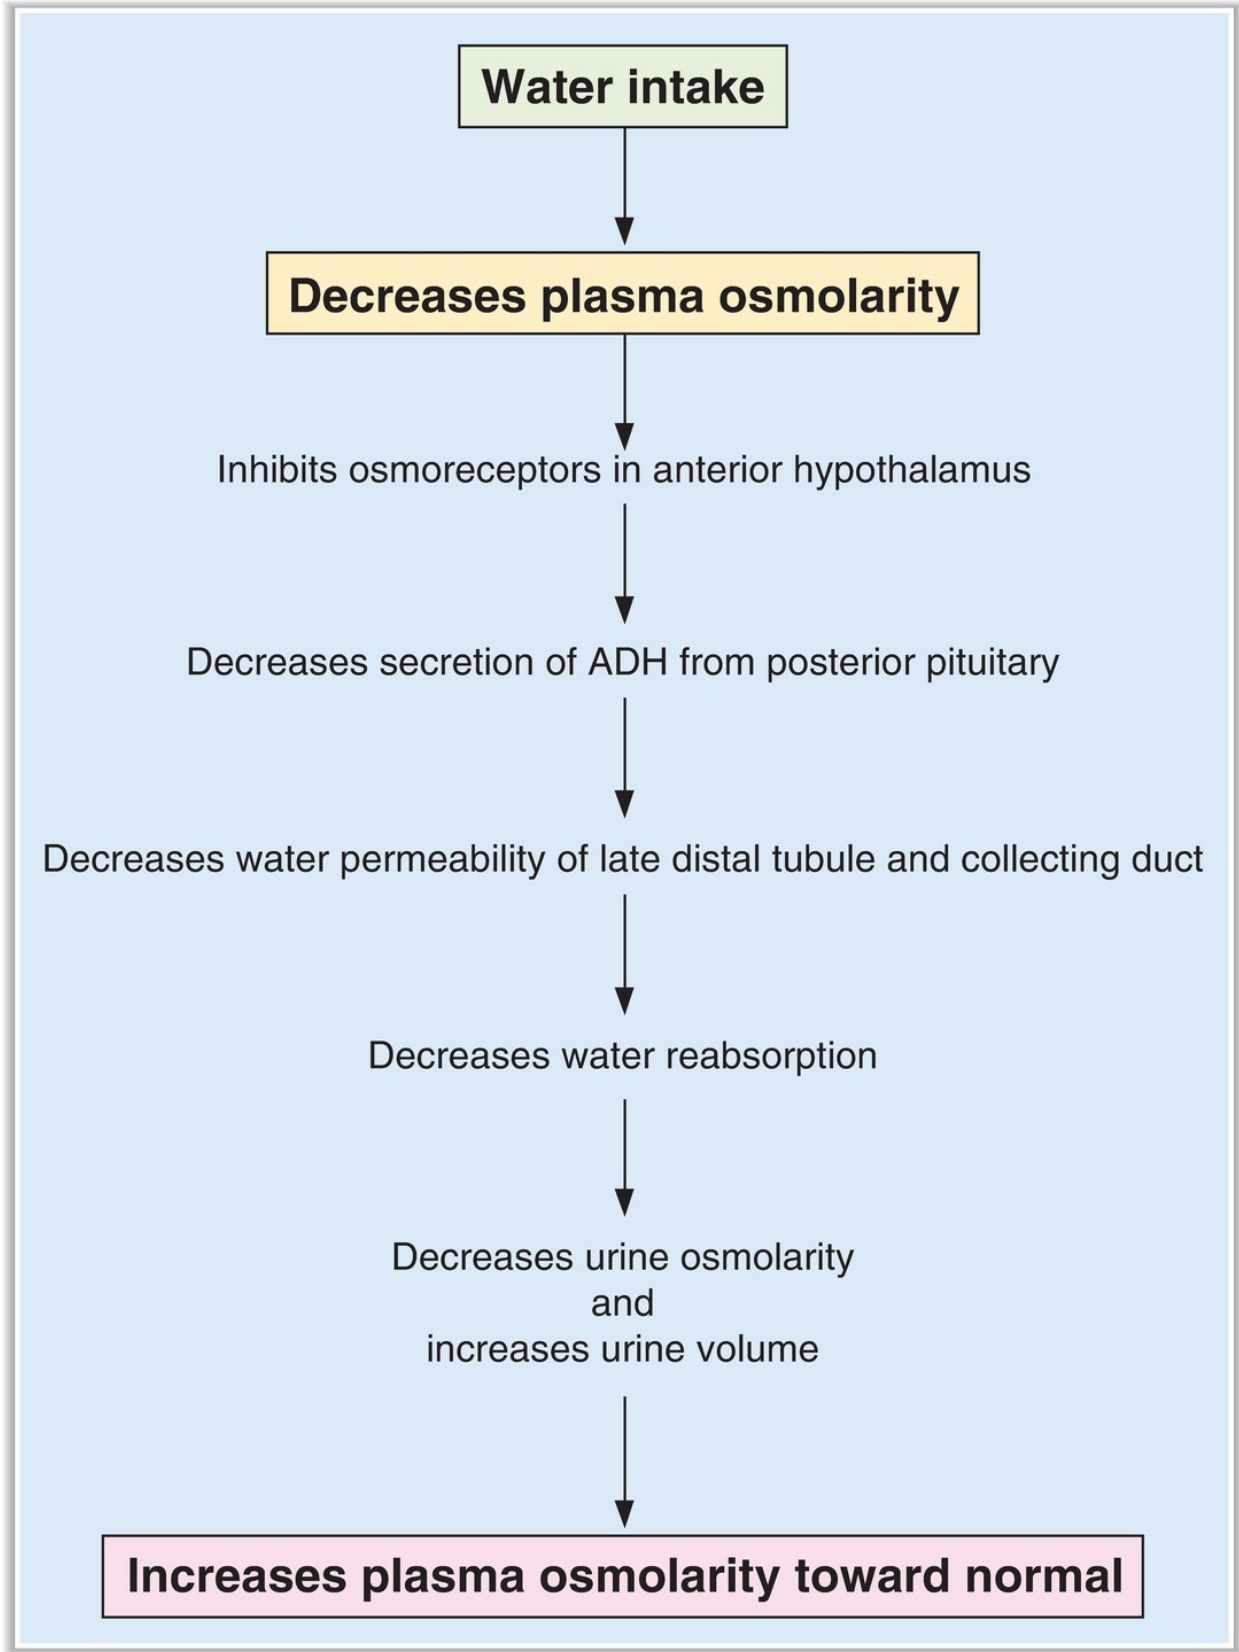 Water intake
Decreases plasma osmolarity
Inhibits osmoreceptors in anterior hypothalamus
Decreases secretion of ADH from posterior pituitary
Decreases water permeability of late distal tubule and collecting duct
Decreases water reabsorption
Decreases urine osmolarity
and
increases urine volume
Increases plasma osmolarity toward normal